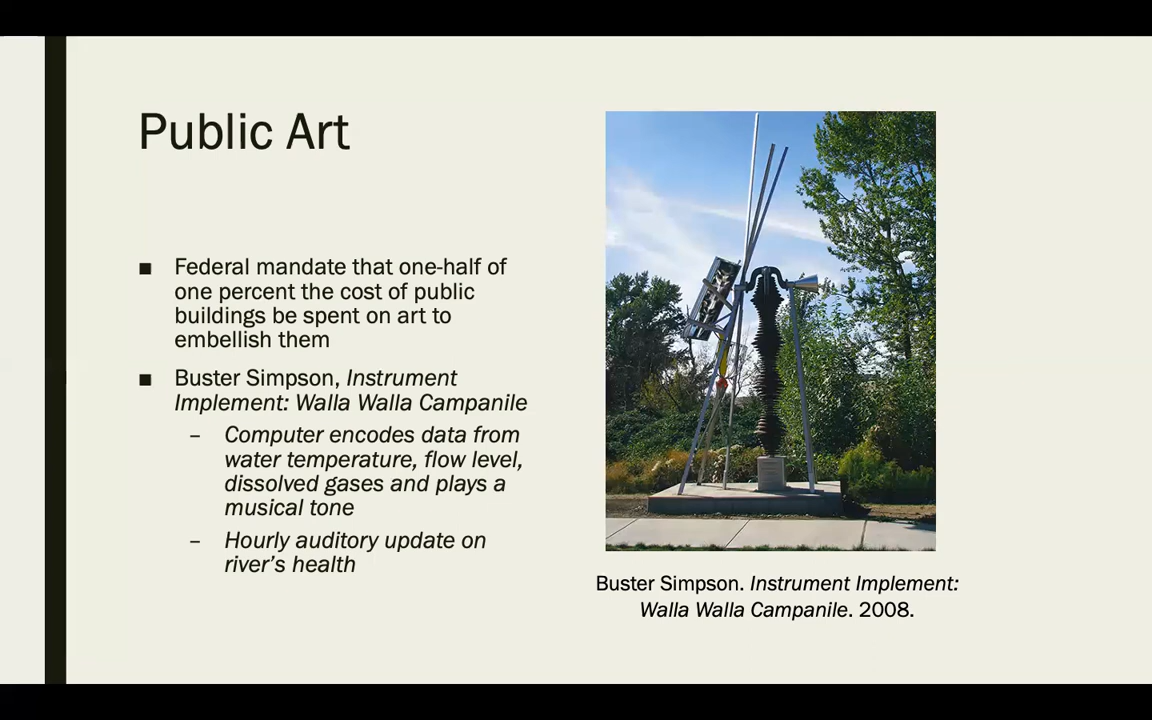 Public Art
■ Federal mandate that one-half of
one percent the cost of public
buildings be spent on art to
embellish them
■ Buster Simpson, Instrument
Implement: Walla Walla Campanile
– Computer encodes data from
water temperature, flow level,
dissolved gases and plays a
musical tone
– Hourly auditory update on
river’s health
Buster Simpson. Instrument Implement:
Walla Walla Campanile. 2008.